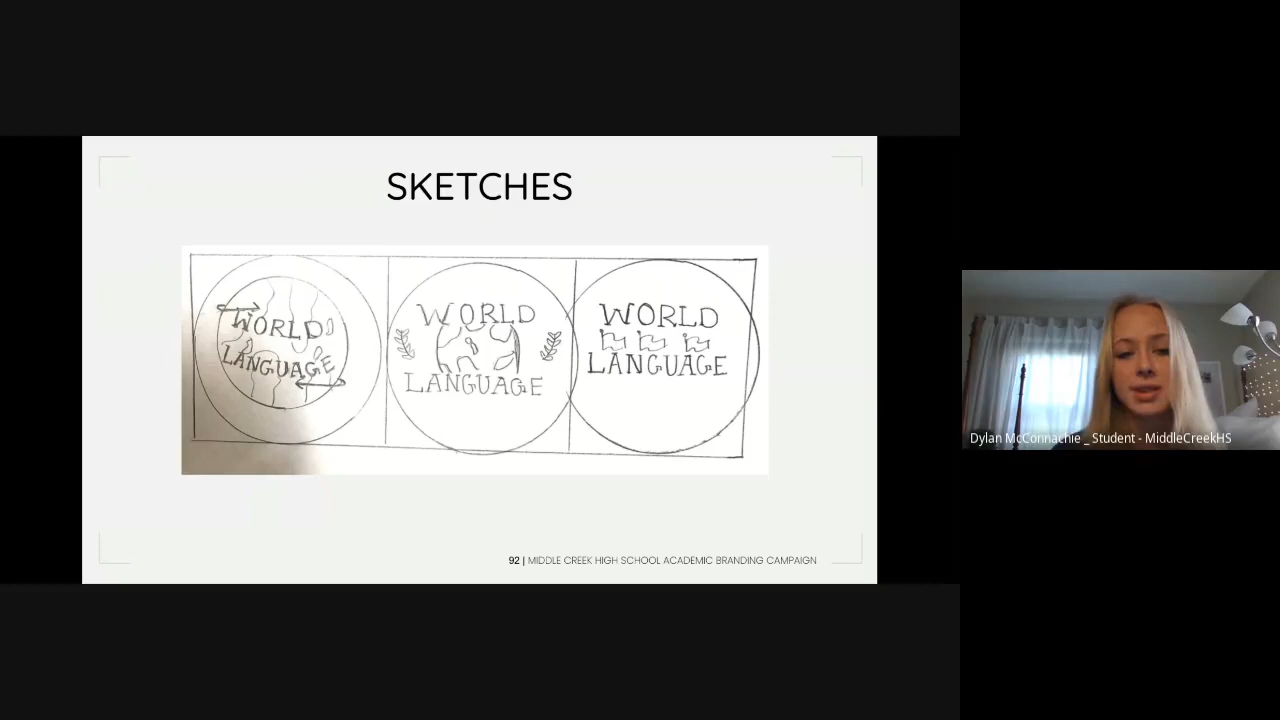 SKETCHES
WORLD
LANGUAGE
WORLD
LANGUAGE
WORLD
LANGUAGE
92 | MIDDLE CREEK HIGH SCHOOL ACADEMIC BRANDING CAMPAIGN
Dylan McConnachie _ Student - MiddleCreekHS